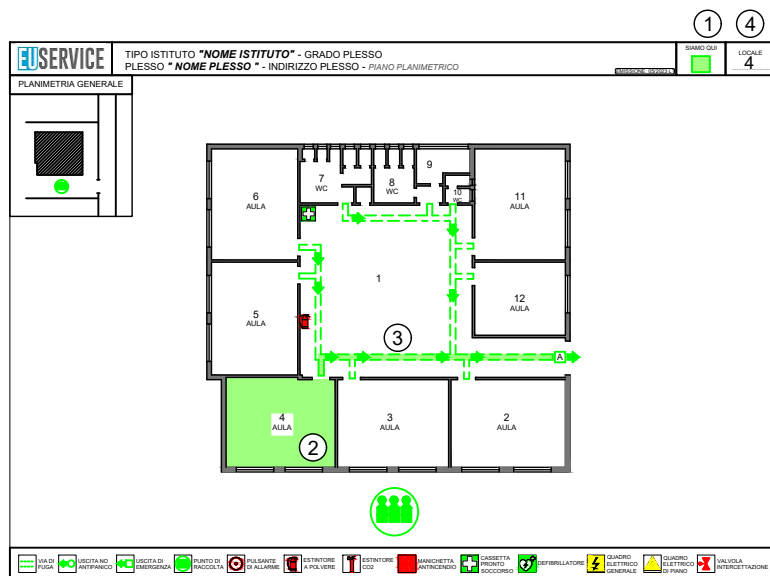 1 4
EUSERVICE
TIPO ISTITUTO "NOME ISTITUTO" - GRADO PLESSO
PLESSO " NOME PLESSO " - INDIRIZZO PLESSO - PIANO PLANIMETRICO
SIAMO QUI
LOCALE
4
PLANIMETRIA GENERALE
7
WC
8
WC
9
10
WC
6
AULA
11
AULA
1
5
AULA
12
AULA
3
A
4
AULA
2
3
AULA
2
AULA
VIA DI
FUGA
USCITA NO
ANTIPANICO
USCITA DI
EMERGENZA
PUNTO DI
RACCOLTA
PULSANTE
DI ALLARME
ESTINTORE
A POLVERE
ESTINTORE
CO2
MANICHETTA
ANTINCENDIO
CASSETTA
PRONTO
SOCCORSO
DEFIBRILLATORE
QUADRO
ELETTRICO
GENERALE
QUADRO
ELETTRICO
DI PIANO
VALVOLA
INTERCETTAZIONE